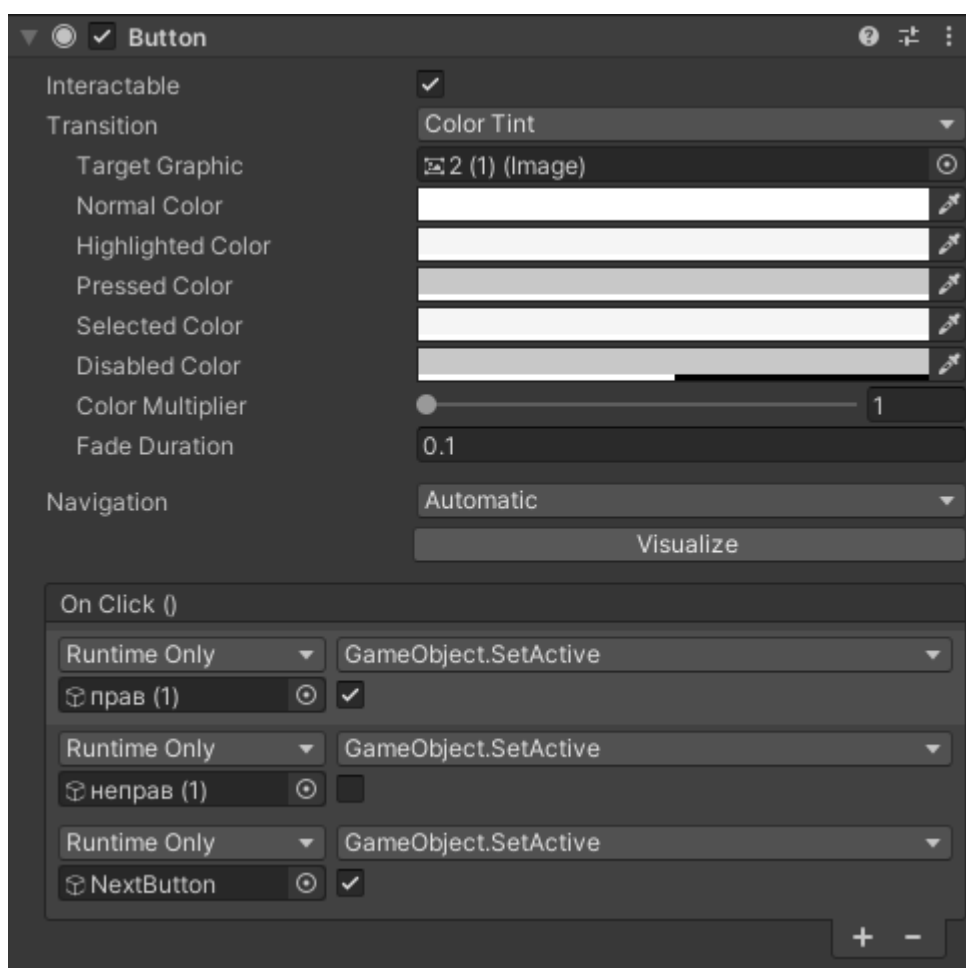 Button
Interactable
Transition Color Tint
Target Graphic 2 (1) (Image)
Normal Color
Highlighted Color
Pressed Color
Selected Color
Disabled Color
Color Multiplier 1
Fade Duration 0.1
Navigation Automatic
Visualize
On Click ()
Runtime Only GameObject.SetActive
прав (1)
Runtime Only GameObject.SetActive
неправ (1)
Runtime Only GameObject.SetActive
NextButton